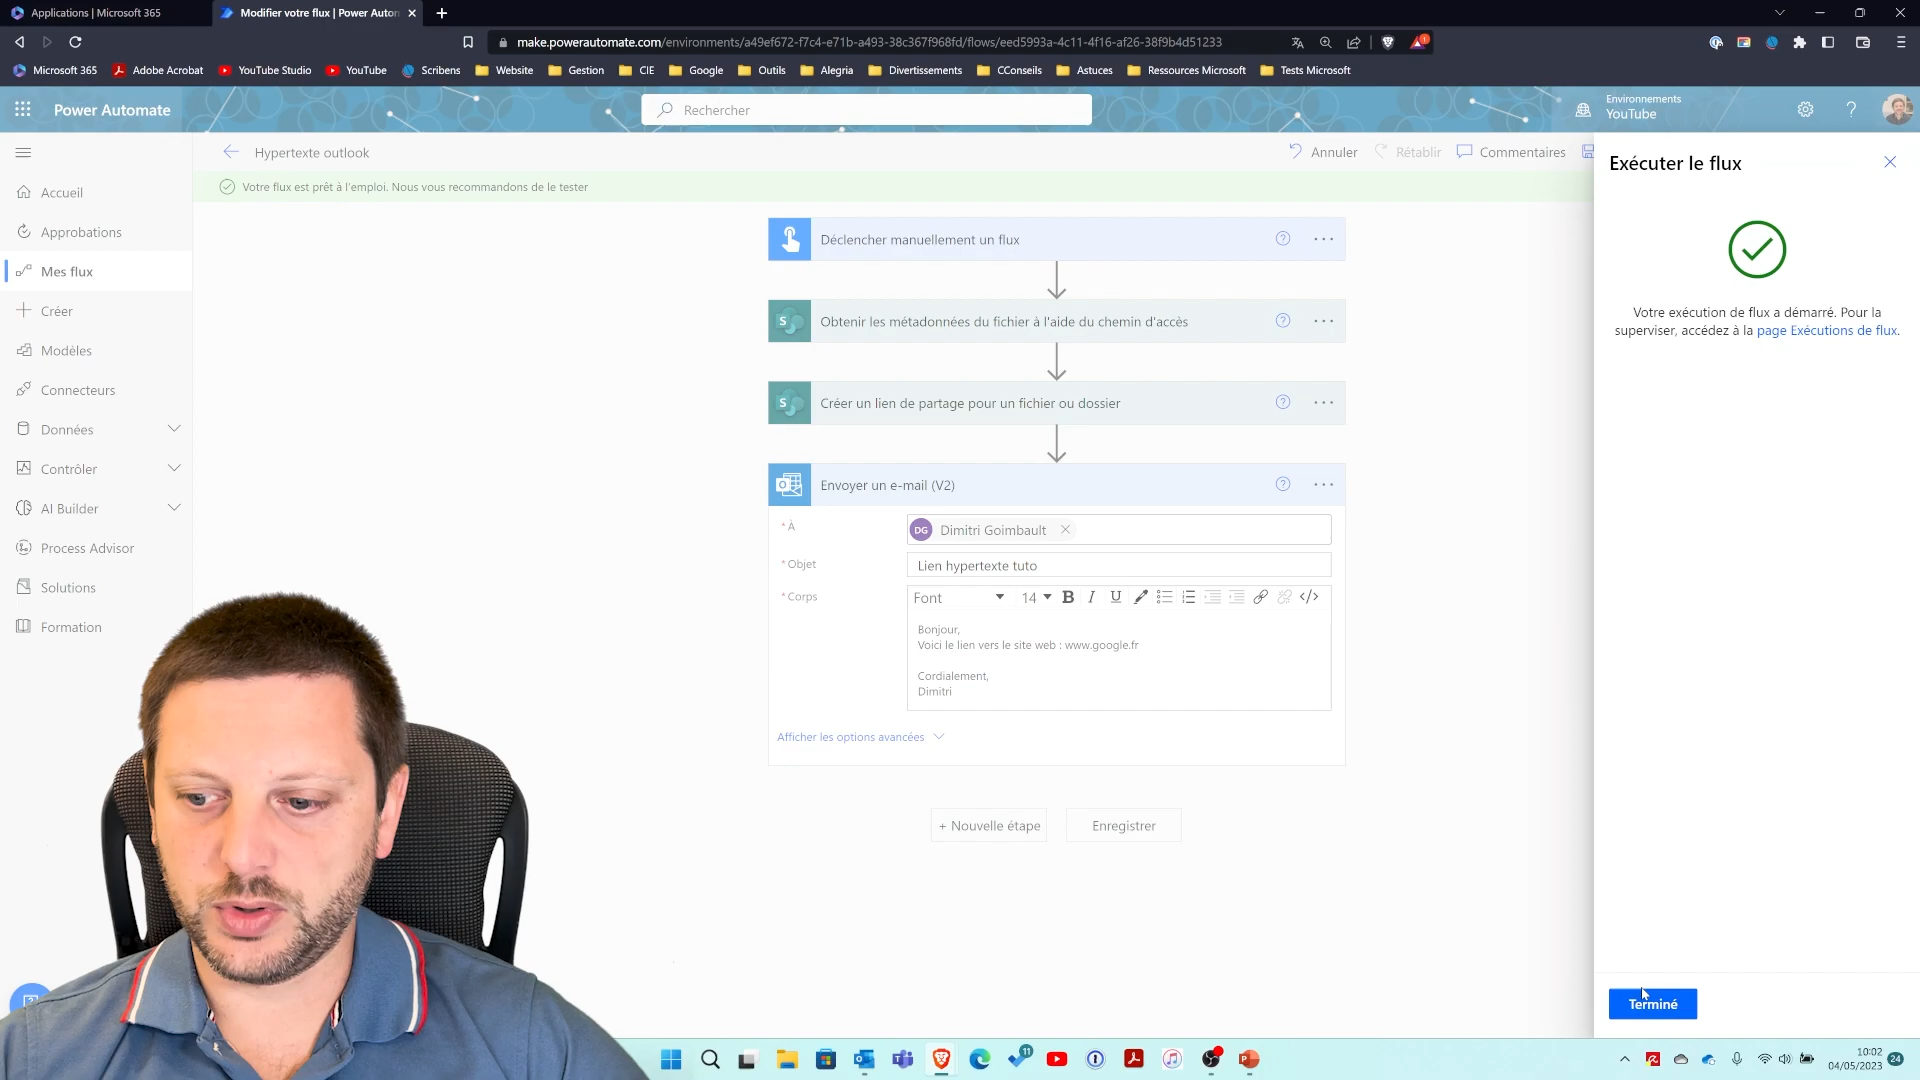 Applications | Microsoft 365
Modifier votre flux | Power Auton
make.powerautomate.com/environments/a49ef672-f7c4-e71b-a493-38c367f968fd/flows/eed5993a-4c11-4f16-af26-38f9b4d51233
Microsoft 365
Adobe Acrobat
YouTube Studio
YouTube
Scribens
Website
Gestion
CIE
Google
Outils
Alegria
Divertissements
CConseils
Astuces
Ressources Microsoft
Tests Microsoft
Power Automate
Rechercher
Environnements
YouTube
Hypertexte outlook
Annuler
Rétablir
Commentaires
Votre flux est prêt à l'emploi. Nous vous recommandons de le tester
Accueil
Approbations
Mes flux
Créer
Modèles
Connecteurs
Données
Contrôler
AI Builder
Process Advisor
Solutions
Formation
Déclencher manuellement un flux
Obtenir les métadonnées du fichier à l'aide du chemin d'accès
Créer un lien de partage pour un fichier ou dossier
Envoyer un e-mail (V2)
* À
DG Dimitri Goimbault
* Objet
Lien hypertexte tuto
* Corps
Font 14
Bonjour,
Voici le lien vers le site web : www.google.fr
Cordialement,
Dimitri
Afficher les options avancées
+ Nouvelle étape
Enregistrer
Exécuter le flux
Votre exécution de flux a démarré. Pour la
superviser, accédez à la page Exécutions de flux.
Terminé
11
10:02
04/05/2023
24